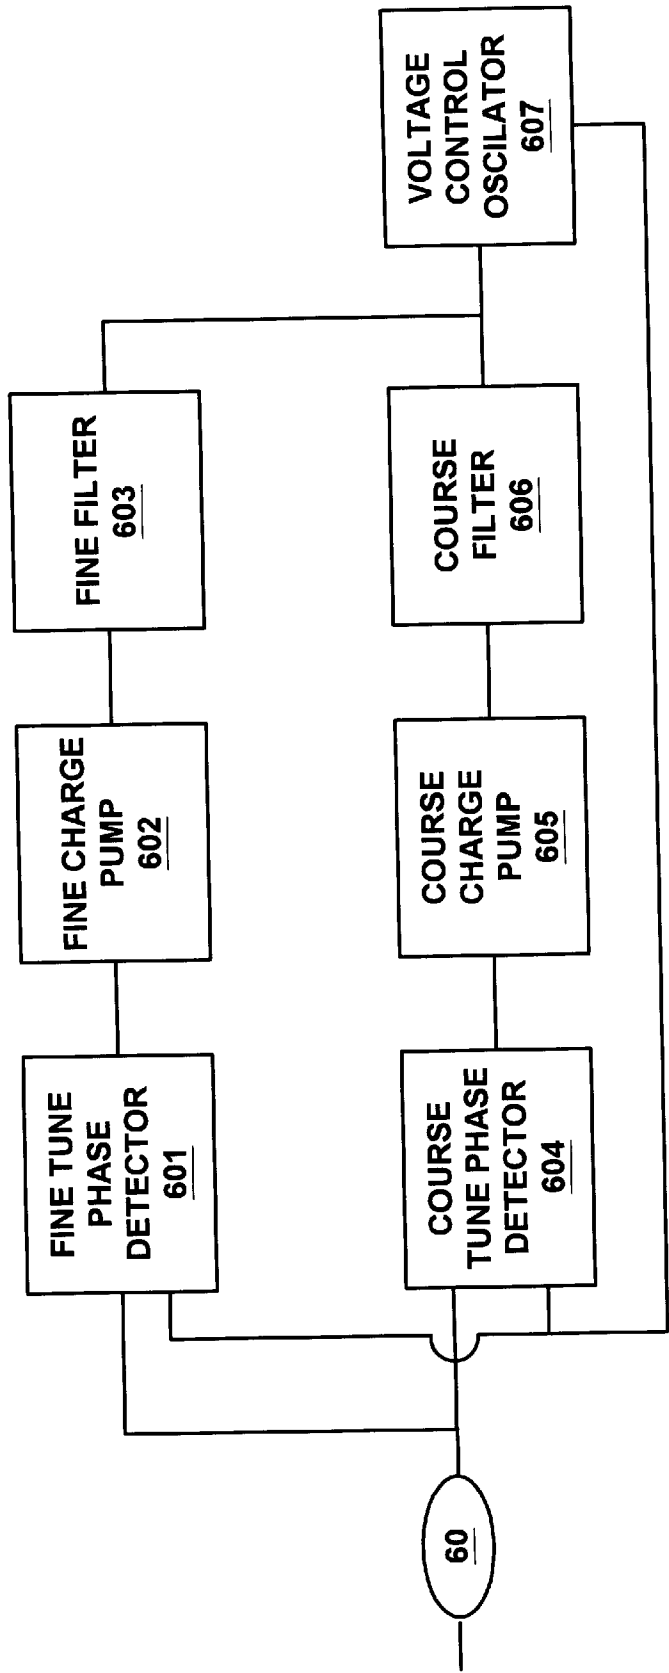 60
FINE TUNE
PHASE
DETECTOR
601
FINE CHARGE
PUMP
602
FINE FILTER
603
COURSE
TUNE PHASE
DETECTOR
604
COURSE
CHARGE
PUMP
605
COURSE
FILTER
606
VOLTAGE
CONTROL
OSCILATOR
607